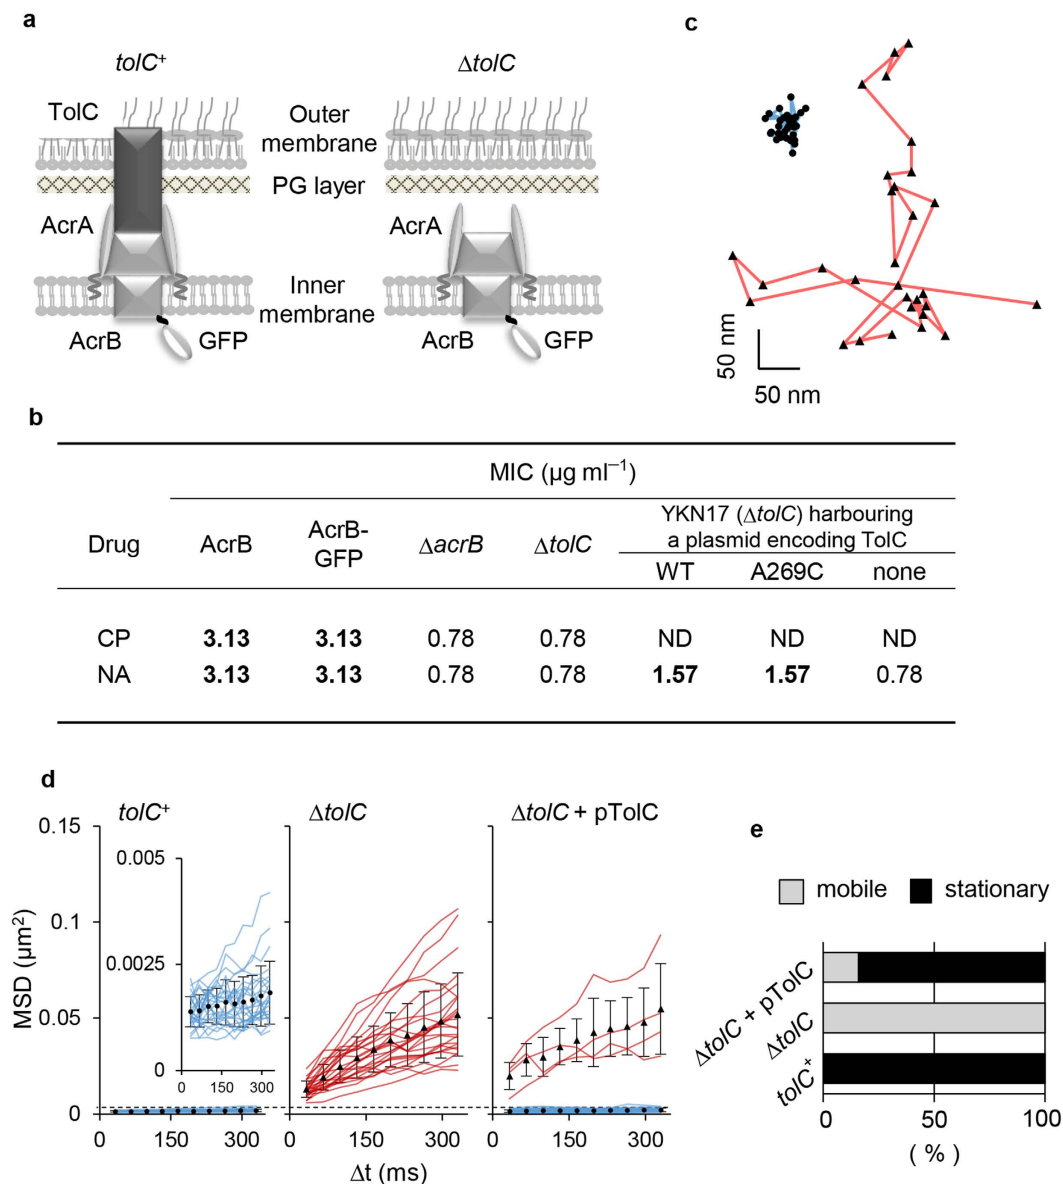 a
tolC⁺
ΔtolC
TolC
Outer
membrane
PG layer
AcrA
AcrA
Inner
membrane
AcrB
GFP
AcrB
GFP
c
50 nm
50 nm
b
MIC (µg ml⁻¹)
Drug
AcrB
AcrB-
GFP
ΔacrB
ΔtolC
YKN17 (ΔtolC) harbouring
a plasmid encoding TolC
WT A269C none
CP 3.13 3.13 0.78 0.78 ND ND ND
NA 3.13 3.13 0.78 0.78 1.57 1.57 0.78
d
tolC⁺
ΔtolC
ΔtolC + pTolC
MSD (µm²)
0.15
0.1
0.05
0
0.005
0.0025
0
0 150 300
0 150 300
0 150 300
0 150 300
Δt (ms)
e
mobile
stationary
ΔtolC + pTolC
ΔtolC
tolC⁺
0 50 100
( % )